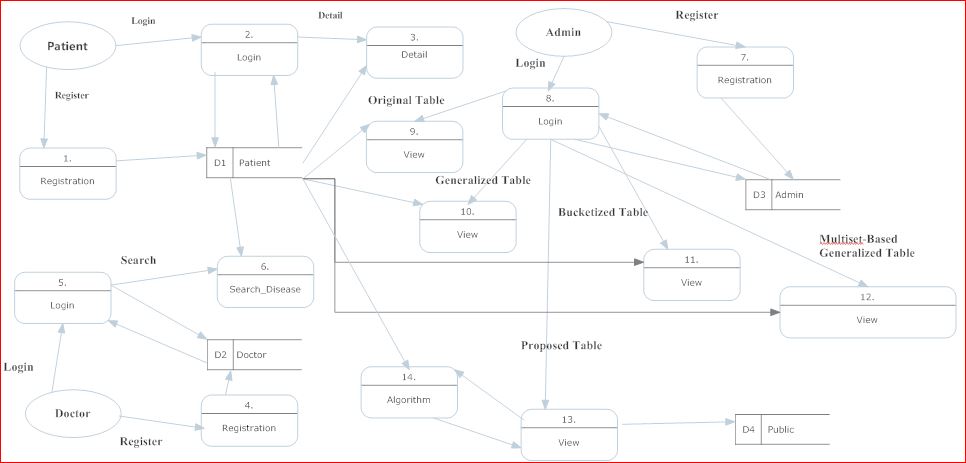 Patient
Login
Register
2.
Login
Detail
3.
Detail
Admin
Register
Login
7.
Registration
Original Table
8.
Login
9.
View
1.
Registration
D1 Patient
Generalized Table
10.
View
D3 Admin
Bucketized Table
Multiset-Based
Generalized Table
Search
5.
Login
6.
Search_Disease
11.
View
12.
View
D2 Doctor
Proposed Table
Login
14.
Algorithm
Doctor
Register
4.
Registration
13.
View
D4 Public